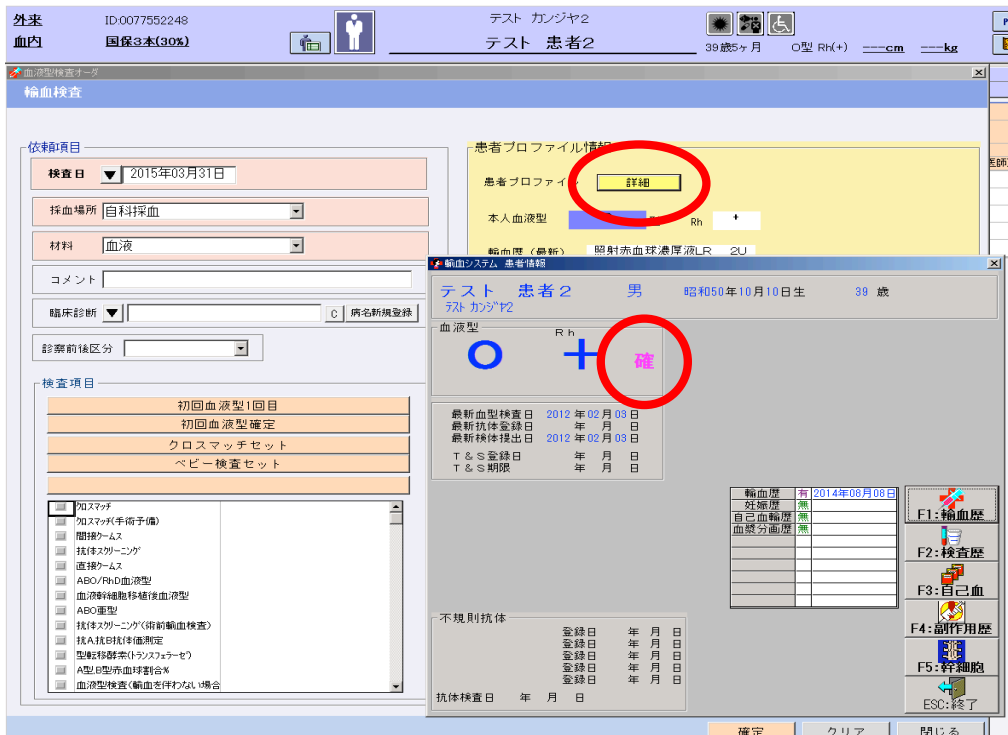 外来 ID:0077552248 テスト カンジヤ2
血内 国保3本(30%) テスト 患者2 39歳5ヶ月 O型 Rh(+) ---cm ---kg
血液型検査オーダ
輸血検査
依頼項目
検査日 ▼ 2015年03月31日
採血場所 自科採血
材料 血液
コメント
臨床診断 ▼ C 病名新規登録
診察前後区分
検査項目
初回血液型1回目
初回血液型確定
クロスマッチセット
ベビー検査セット
クロスマッチ
クロスマッチ(手術予備)
間接クームス
抗体スクリーニング
直接クームス
ABO/RhD血液型
血液幹細胞移植後血液型
ABO亜型
抗体スクリーニング(術前輸血検査)
抗A,抗B抗体価測定
型転移酵素(トランスフェラーゼ)
A型,B型赤血球割合%
血液型検査(輸血を伴わない場合
患者プロファイル情報
患者プロファイル 詳細
本人血液型 Rh +
輸血歴(最新) 照射赤血球濃厚液LR 2U
輸血システム 患者情報
テスト 患者2 男 昭和50年10月10日生 39 歳
テスト カンジヤ2
血液型 Rh
O + 確
最新血型検査日 2012 年 02 月 03 日
最新抗体登録日 年 月 日
最新検体提出日 2012 年 02 月 03 日
T&S登録日 年 月 日
T&S期限 年 月 日
輸血歴 有 2014年08月08日
妊娠歴 無
自己血輸歴 無
血漿分画歴 無
F1:輸血歴
F2:検査歴
F3:自己血
F4:副作用歴
F5:幹細胞
ESC:終了
不規則抗体
登録日 年 月 日
登録日 年 月 日
登録日 年 月 日
登録日 年 月 日
登録日 年 月 日
抗体検査日 年 月 日
確定 クリア 閉じる